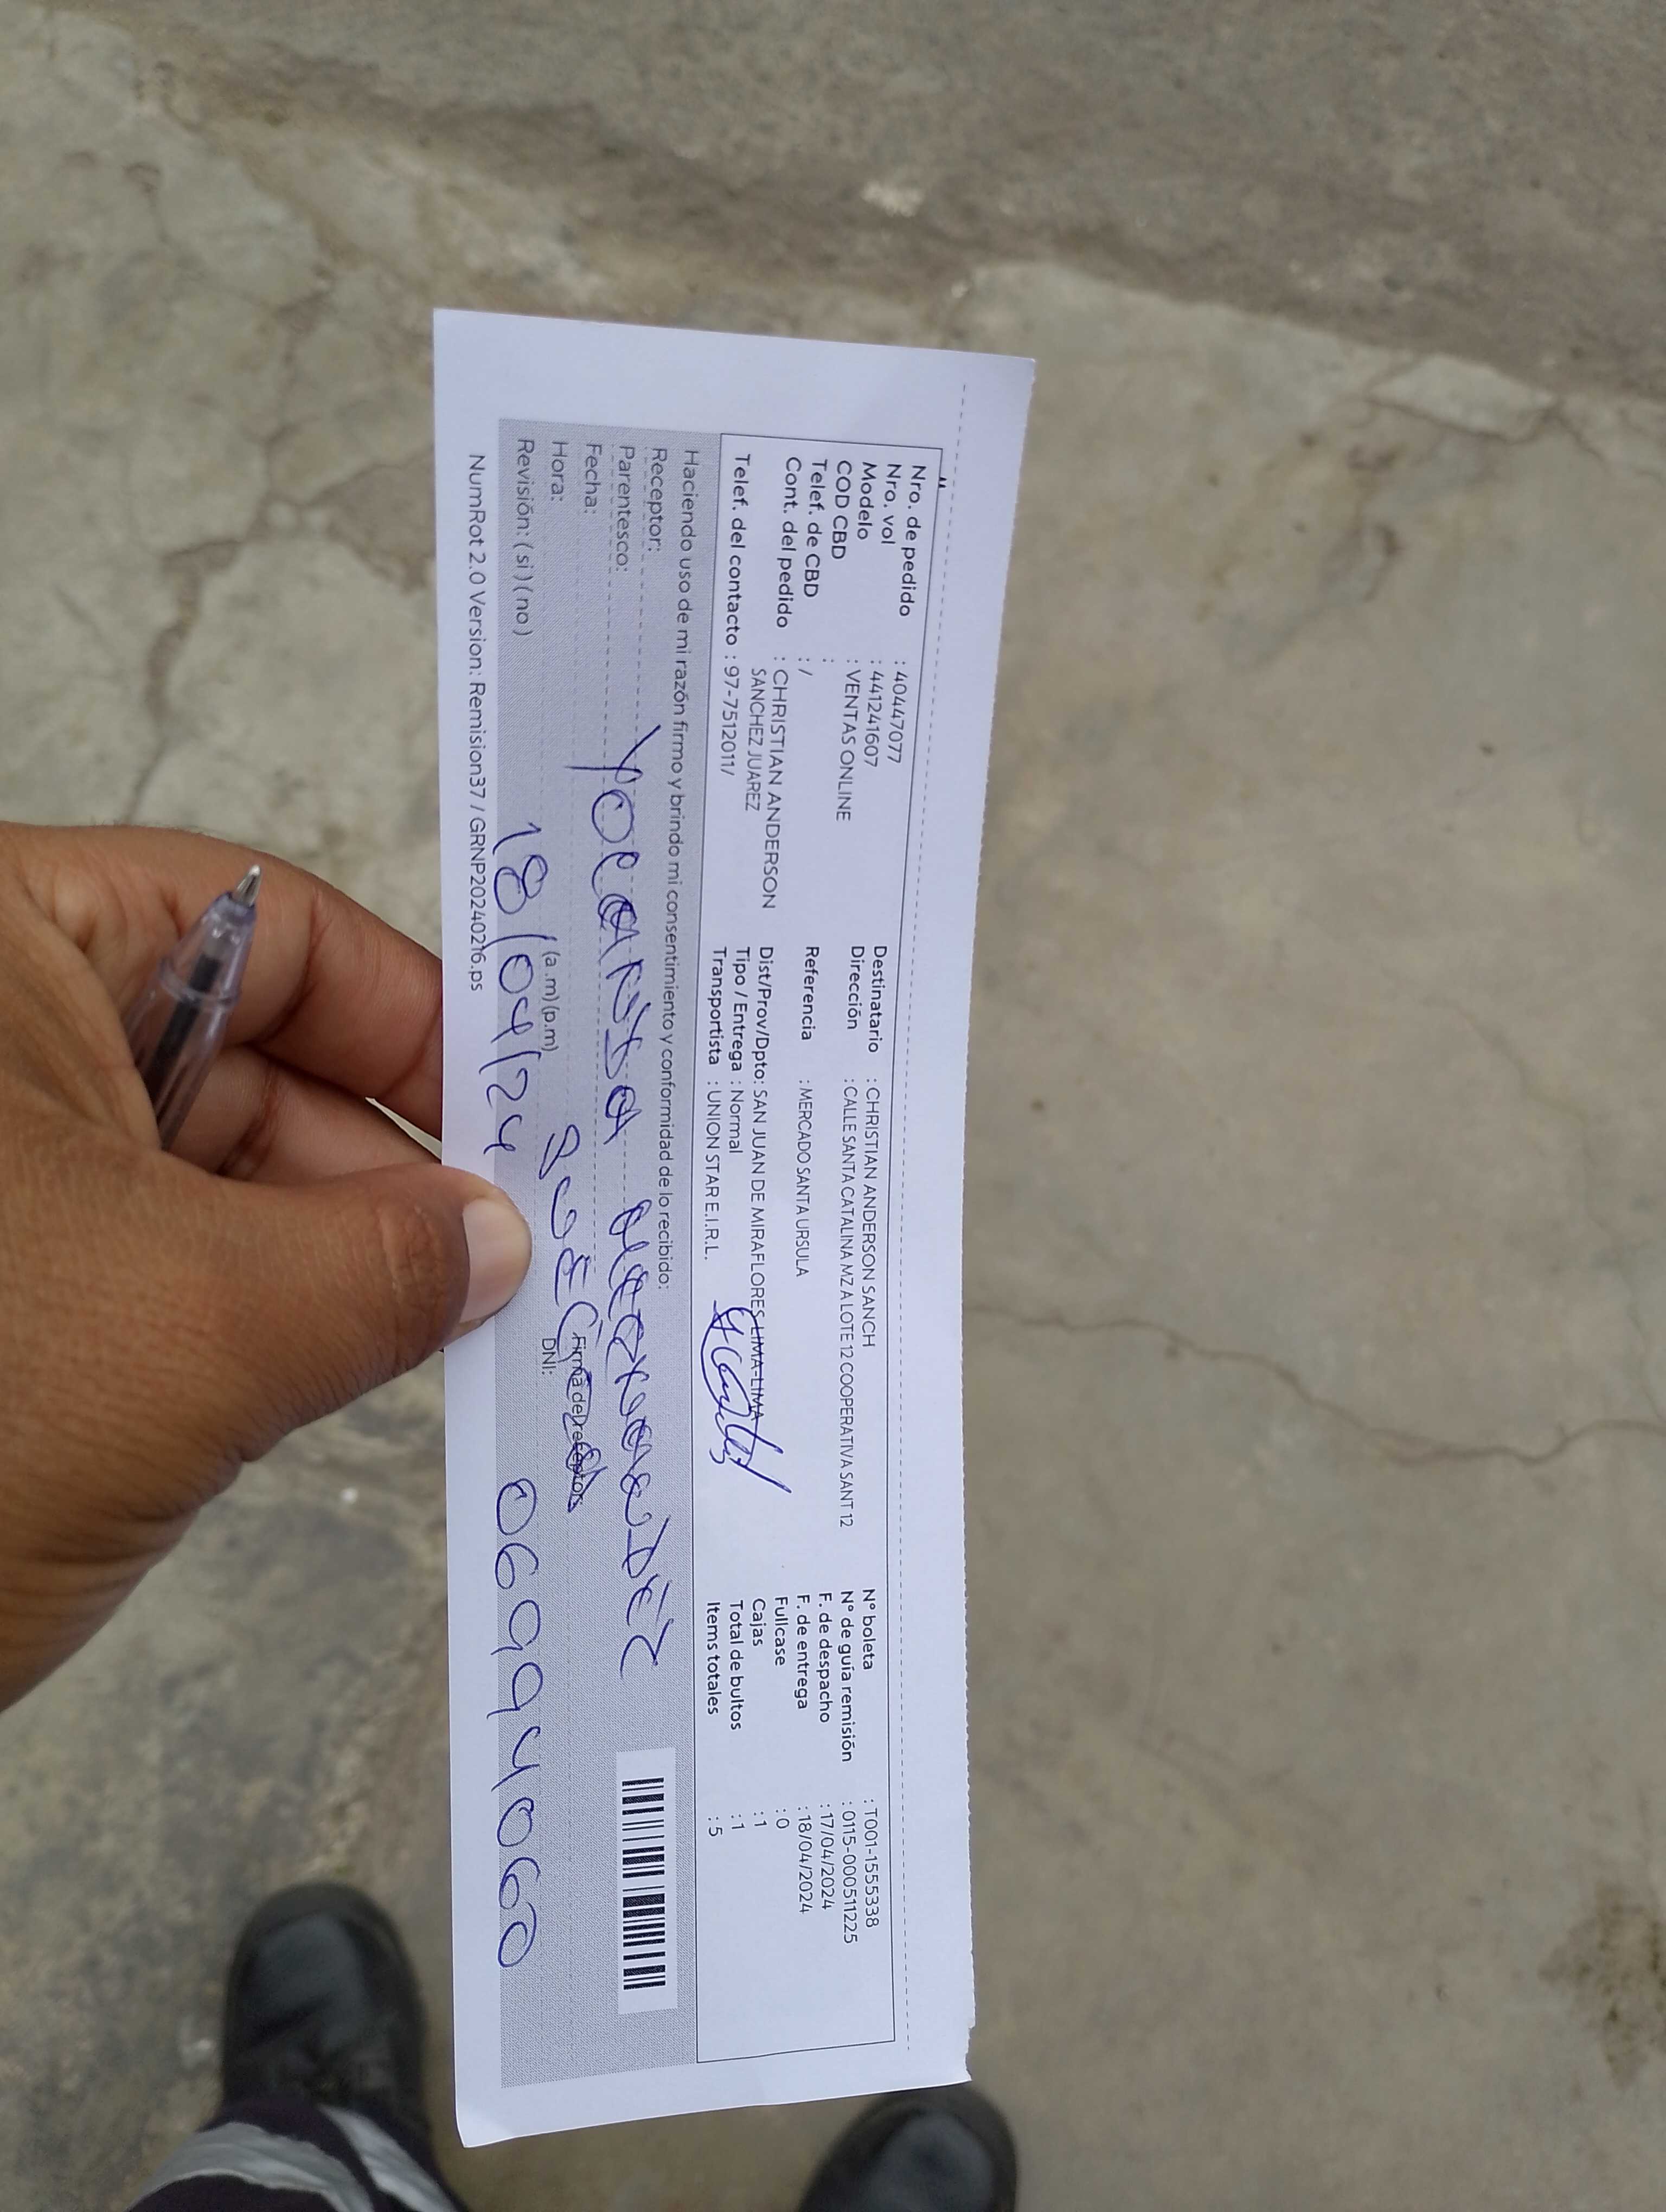 Nro. de pedido : 40447077
Nro. vol : 441241607
Modelo : VENTAS ONLINE
COD CBD :
Telef. de CBD : /
Cont. del pedido : CHRISTIAN ANDERSON
SANCHEZ JUAREZ
Telef. del contacto : 97-7512011/
Destinatario : CHRISTIAN ANDERSON SANCH
Dirección : CALLE SANTA CATALINA MZ A LOTE 12 COOPERATIVA SANT 12
Referencia : MERCADO SANTA URSULA
Dist/Prov/Dpto: SAN JUAN DE MIRAFLORES-LIMA-LIMA
Tipo / Entrega : Normal
Transportista : UNION STAR E.I.R.L.
N° boleta : T001-1555338
N° de guía remisión : 0115-000511225
F. de despacho : 17/04/2024
F. de entrega : 18/04/2024
Fullcase : 0
Cajas : 1
Total de bultos : 1
Items totales : 5
Haciendo uso de mi razón firmo y brindo mi consentimiento y conformidad de lo recibido:
Receptor:
Parentesco:
Fecha:
Hora: (a.m) (p.m)
Firma de receptors
DNI:
Revisión: ( si ) ( no )
18/04/24
06994060
NumRot 2.0 Version: Remision37 / GRNP20240216.ps